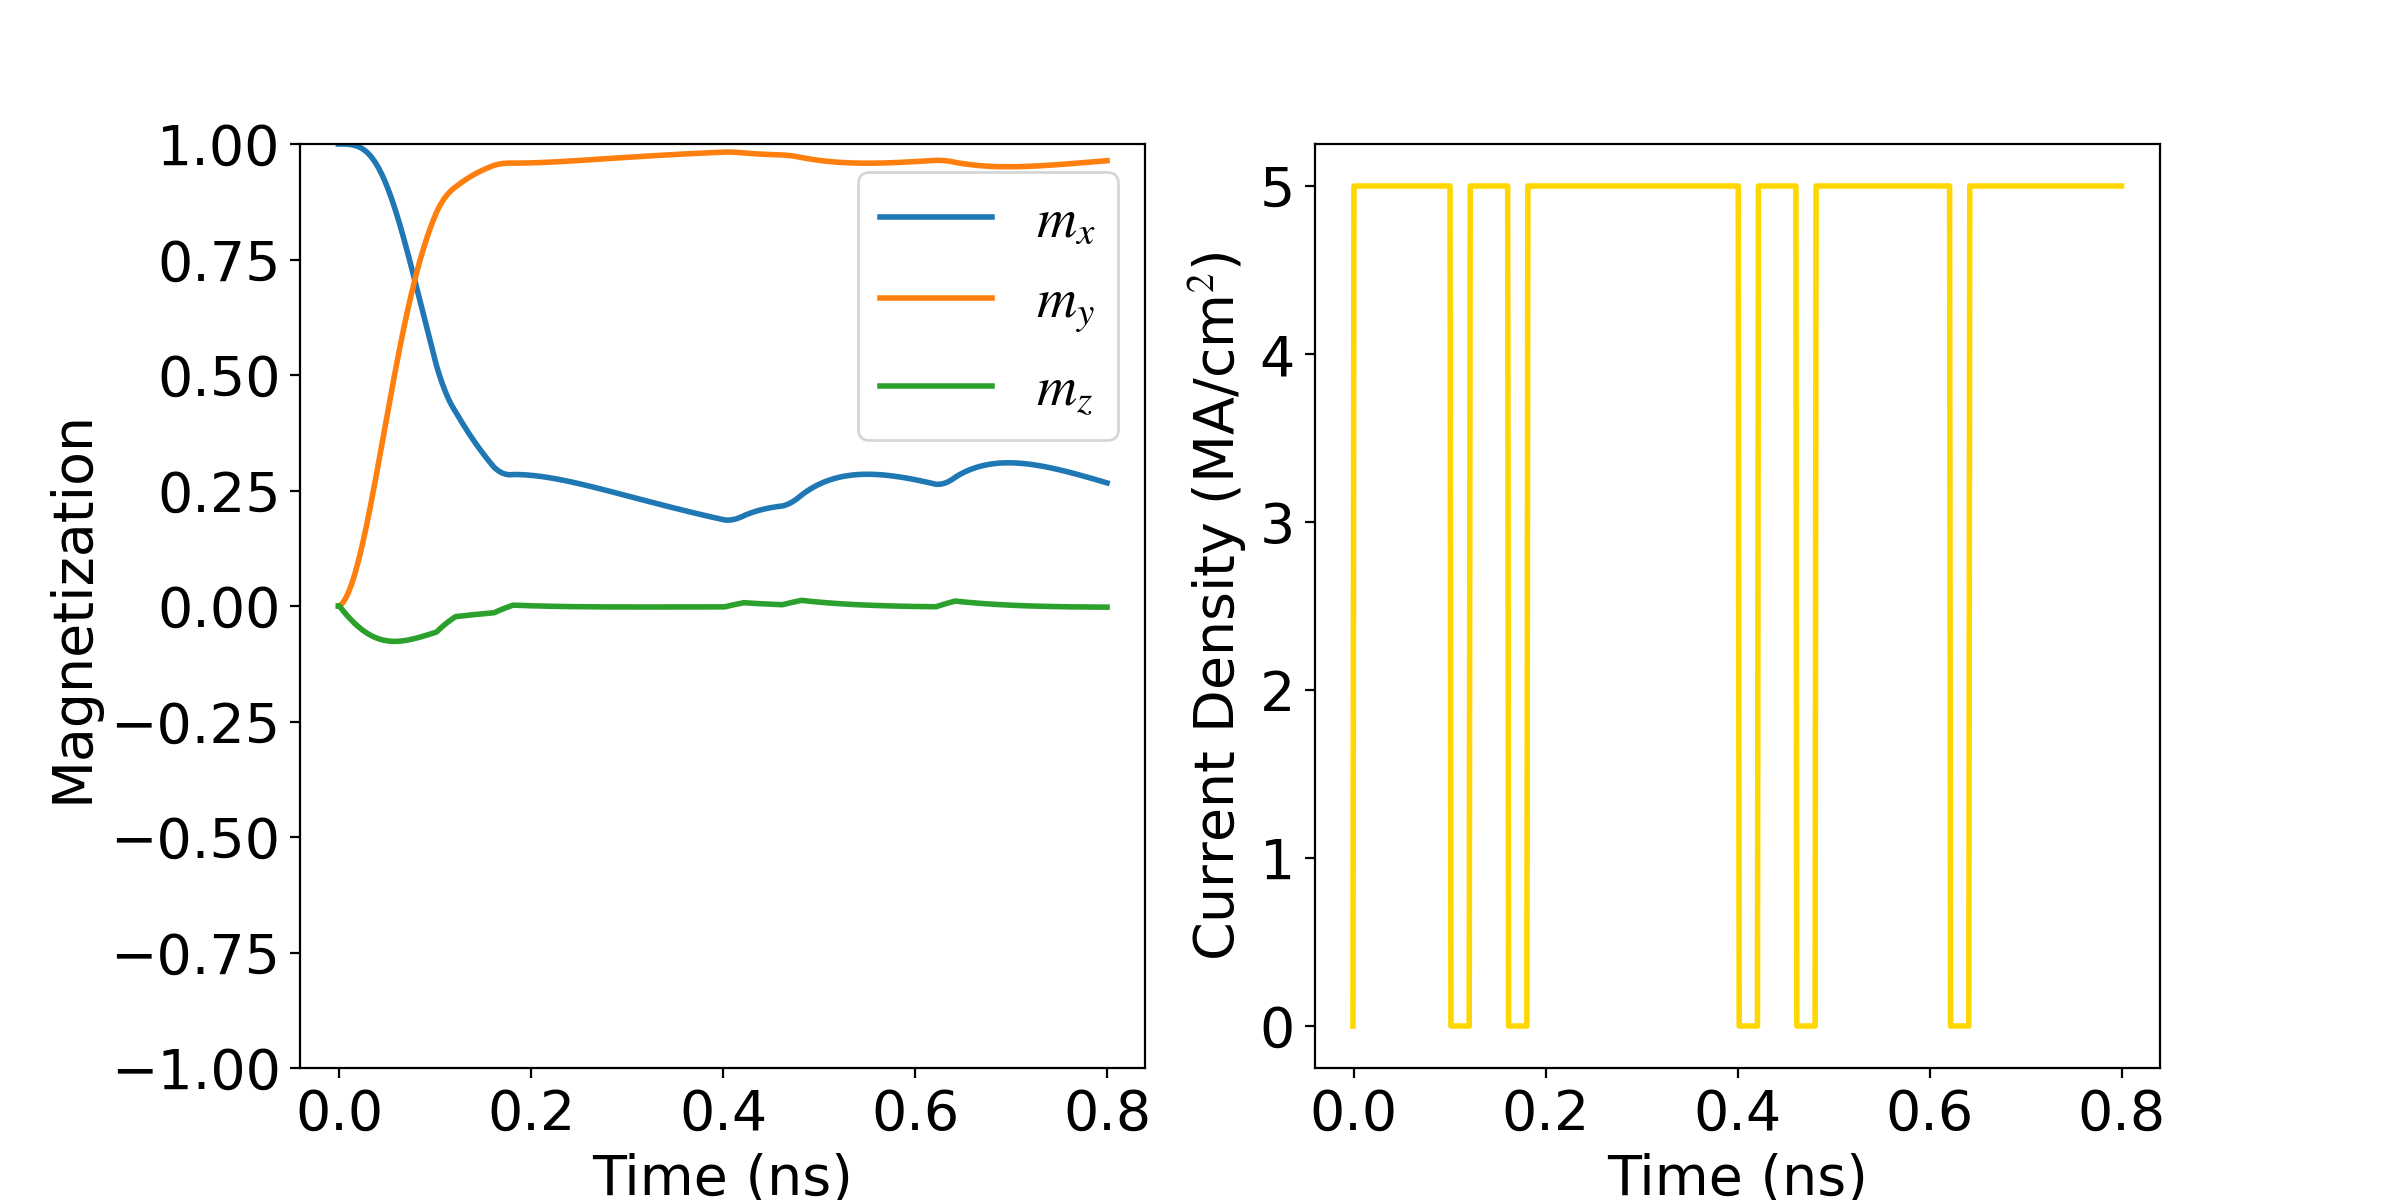 Magnetization
1.00
0.75
0.50
0.25
0.00
−0.25
−0.50
−0.75
−1.00
0.0 0.2 0.4 0.6 0.8
Time (ns)
m_x
m_y
m_z
Current Density (MA/cm²)
5
4
3
2
1
0
0.0 0.2 0.4 0.6 0.8
Time (ns)